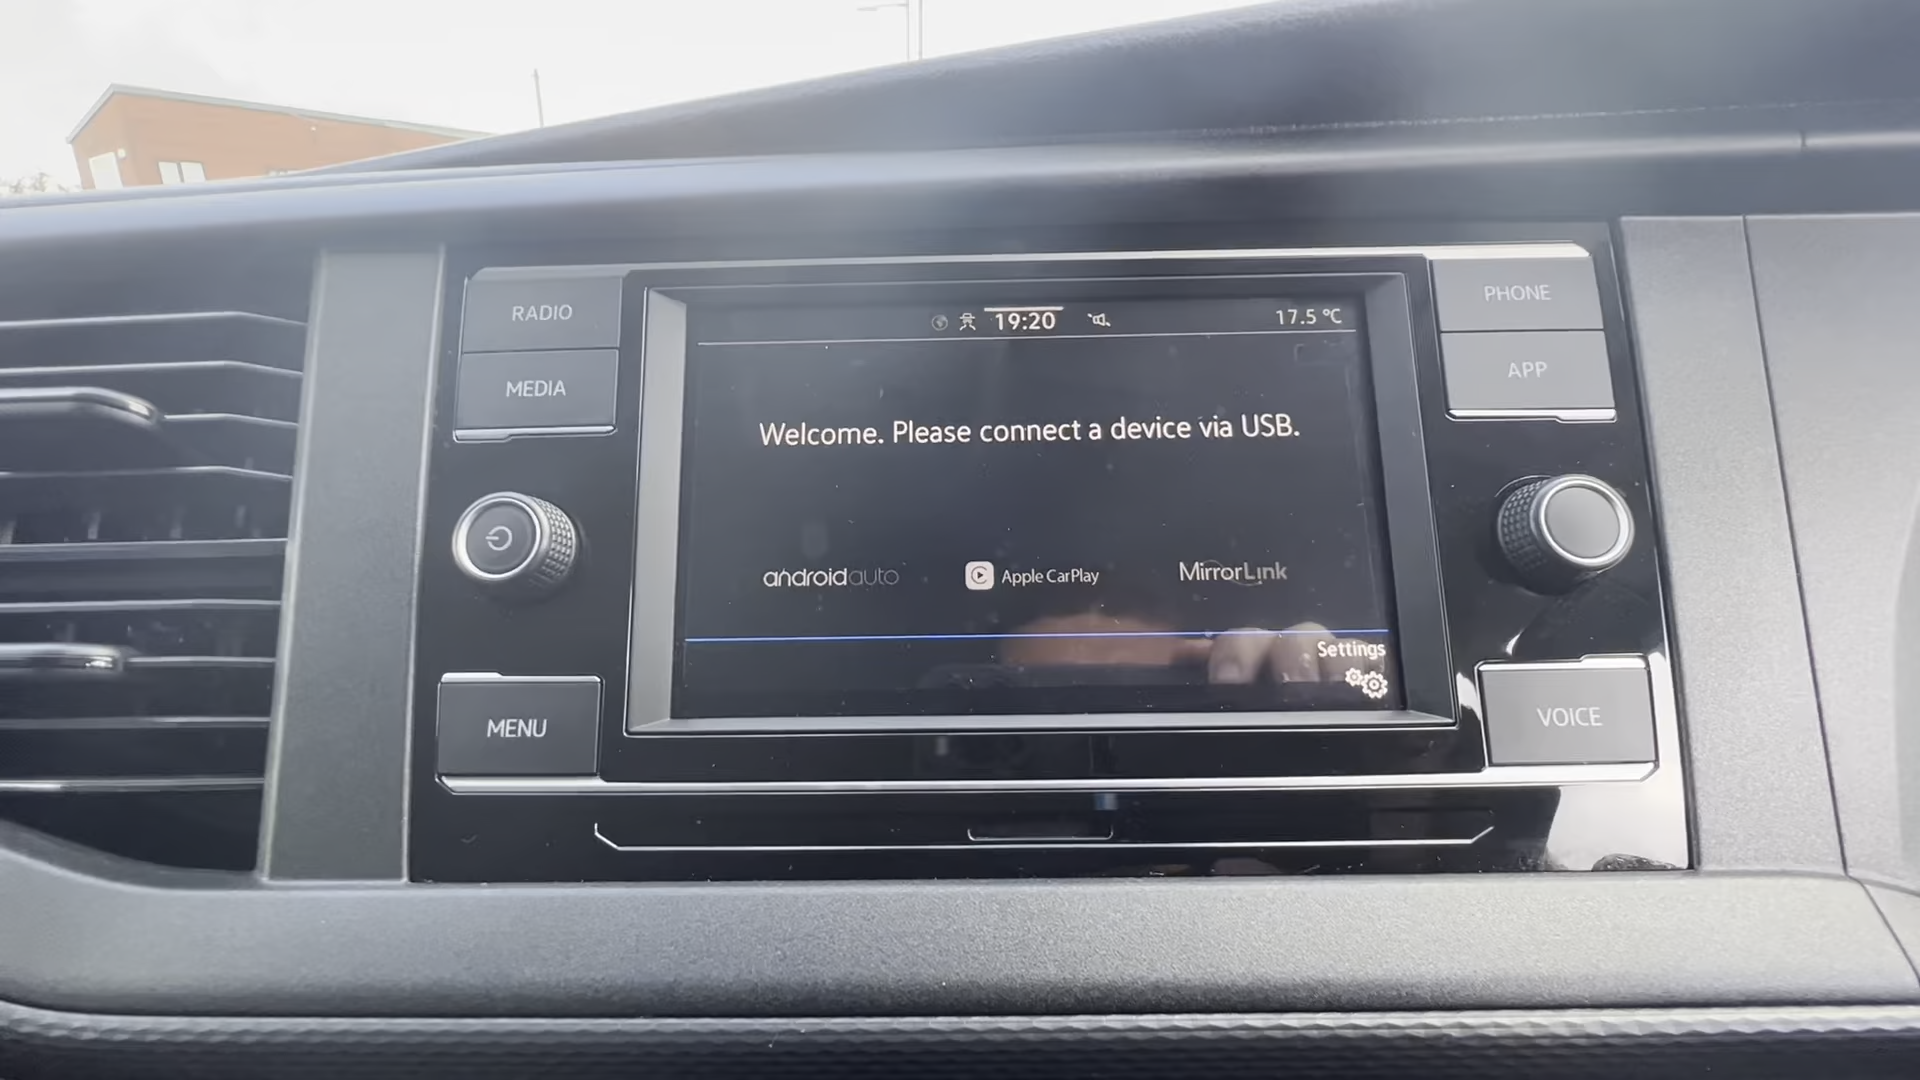 RADIO
MEDIA
19:20
17.5 °C
PHONE
APP
Welcome. Please connect a device via USB.
androidauto
Apple CarPlay
MirrorLink
Settings
MENU
VOICE